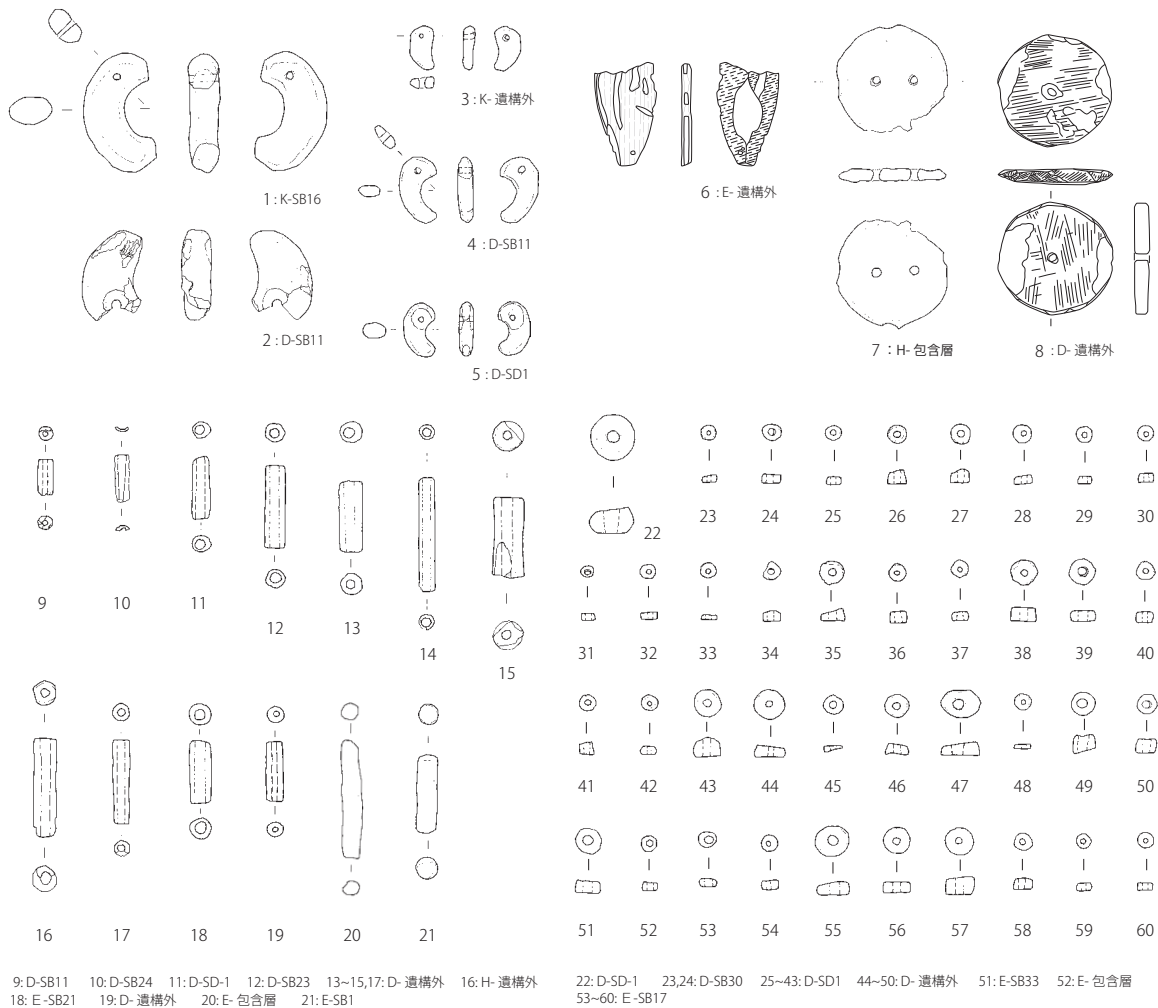 3 : K- 遺構外
6 : E- 遺構外
1 : K-SB16
4 : D-SB11
2 : D-SB11
7 : H- 包含層
8 : D- 遺構外
5 : D-SD1
22
23 24 25 26 27 28 29 30
9 10 11
12 13
14
15
31 32 33 34 35 36 37 38 39 40
41 42 43 44 45 46 47 48 49 50
16 17 18 19 20 21
51 52 53 54 55 56 57 58 59 60
9: D-SB11 10: D-SB24 11: D-SD-1 12: D-SB23 13~15,17: D- 遺構外 16: H- 遺構外
18: E -SB21 19: D- 遺構外 20: E- 包含層 21: E-SB1
22: D-SD-1 23,24: D-SB30 25~43: D-SD1 44~50: D- 遺構外 51: E-SB33 52: E- 包含層
53~60: E -SB17